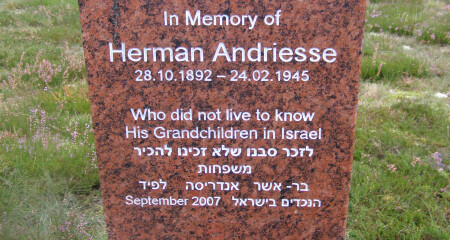 In Memory of
Herman Andriesse
28.10.1892 – 24.02.1945
Who did not live to know
His Grandchildren in Israel
לזכר סבנו שלא זכינו להכיר
משפחות
בר- אשר אנדריסה לפיד
September 2007 הנכדים בישראל